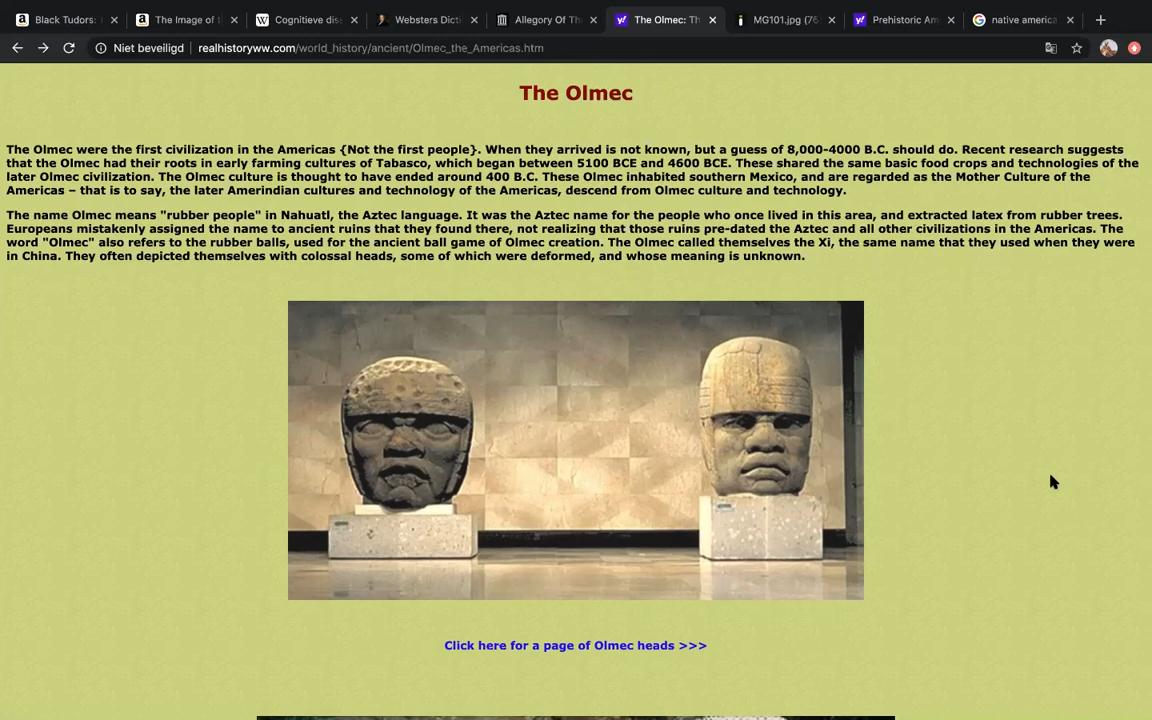 Black Tudors:
The Image of t
Cognitieve dis
Websters Dicti
Allegory Of Th
The Olmec: Th
MG101.jpg (76
Prehistoric Am
native america
Niet beveiligd
realhistoryww.com/world_history/ancient/Olmec_the_Americas.htm
The Olmec
The Olmec were the first civilization in the Americas {Not the first people}. When they arrived is not known, but a guess of 8,000-4000 B.C. should do. Recent research suggests
that the Olmec had their roots in early farming cultures of Tabasco, which began between 5100 BCE and 4600 BCE. These shared the same basic food crops and technologies of the
later Olmec civilization. The Olmec culture is thought to have ended around 400 B.C. These Olmec inhabited southern Mexico, and are regarded as the Mother Culture of the
Americas – that is to say, the later Amerindian cultures and technology of the Americas, descend from Olmec culture and technology.
The name Olmec means "rubber people" in Nahuatl, the Aztec language. It was the Aztec name for the people who once lived in this area, and extracted latex from rubber trees.
Europeans mistakenly assigned the name to ancient ruins that they found there, not realizing that those ruins pre-dated the Aztec and all other civilizations in the Americas. The
word "Olmec" also refers to the rubber balls, used for the ancient ball game of Olmec creation. The Olmec called themselves the Xi, the same name that they used when they were
in China. They often depicted themselves with colossal heads, some of which were deformed, and whose meaning is unknown.
Click here for a page of Olmec heads >>>